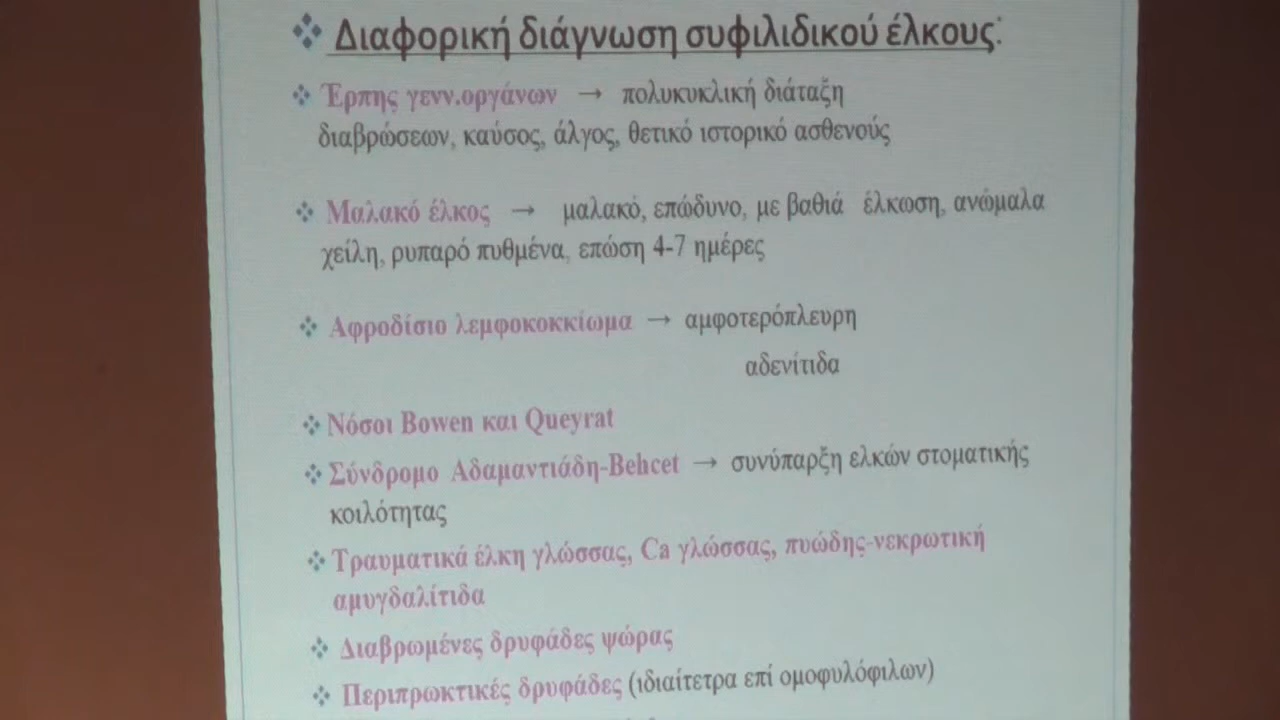 Διαφορική διάγνωση συφιλιδικού έλκους:
Έρπης γενν.οργάνων → πολυκυκλική διάταξη
διαβρώσεων, καύσος, άλγος, θετικό ιστορικό ασθενούς
Μαλακό έλκος → μαλακό, επώδυνο, με βαθιά έλκωση, ανώμαλα
χείλη, ρυπαρό πυθμένα, επώση 4-7 ημέρες
Αφροδίσιο λεμφοκοκκίωμα → αμφοτερόπλευρη
αδενίτιδα
Νόσοι Bowen και Queyrat
Σύνδρομο Αδαμαντιάδη-Behcet → συνύπαρξη ελκών στοματικής
κοιλότητας
Τραυματικά έλκη γλώσσας, Ca γλώσσας, πυώδης-νεκρωτική
αμυγδαλίτιδα
Διαβρωμένες δρυφάδες ψώρας
Περιπρωκτικές δρυφάδες (ιδιαίτετρα επί ομοφυλόφιλων)